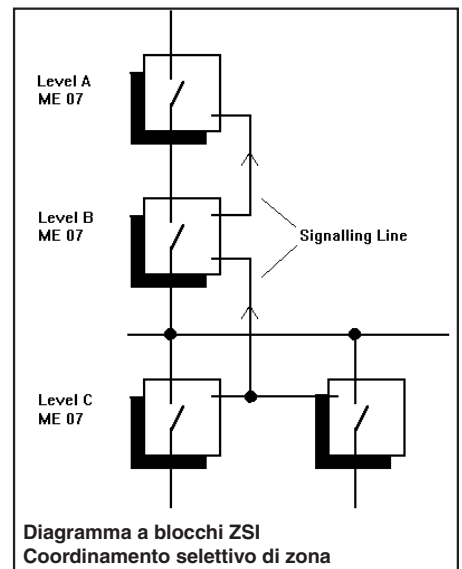 Level A
ME 07
Level B
ME 07
Signalling Line
Level C
ME 07
Diagramma a blocchi ZSI
Coordinamento selettivo di zona